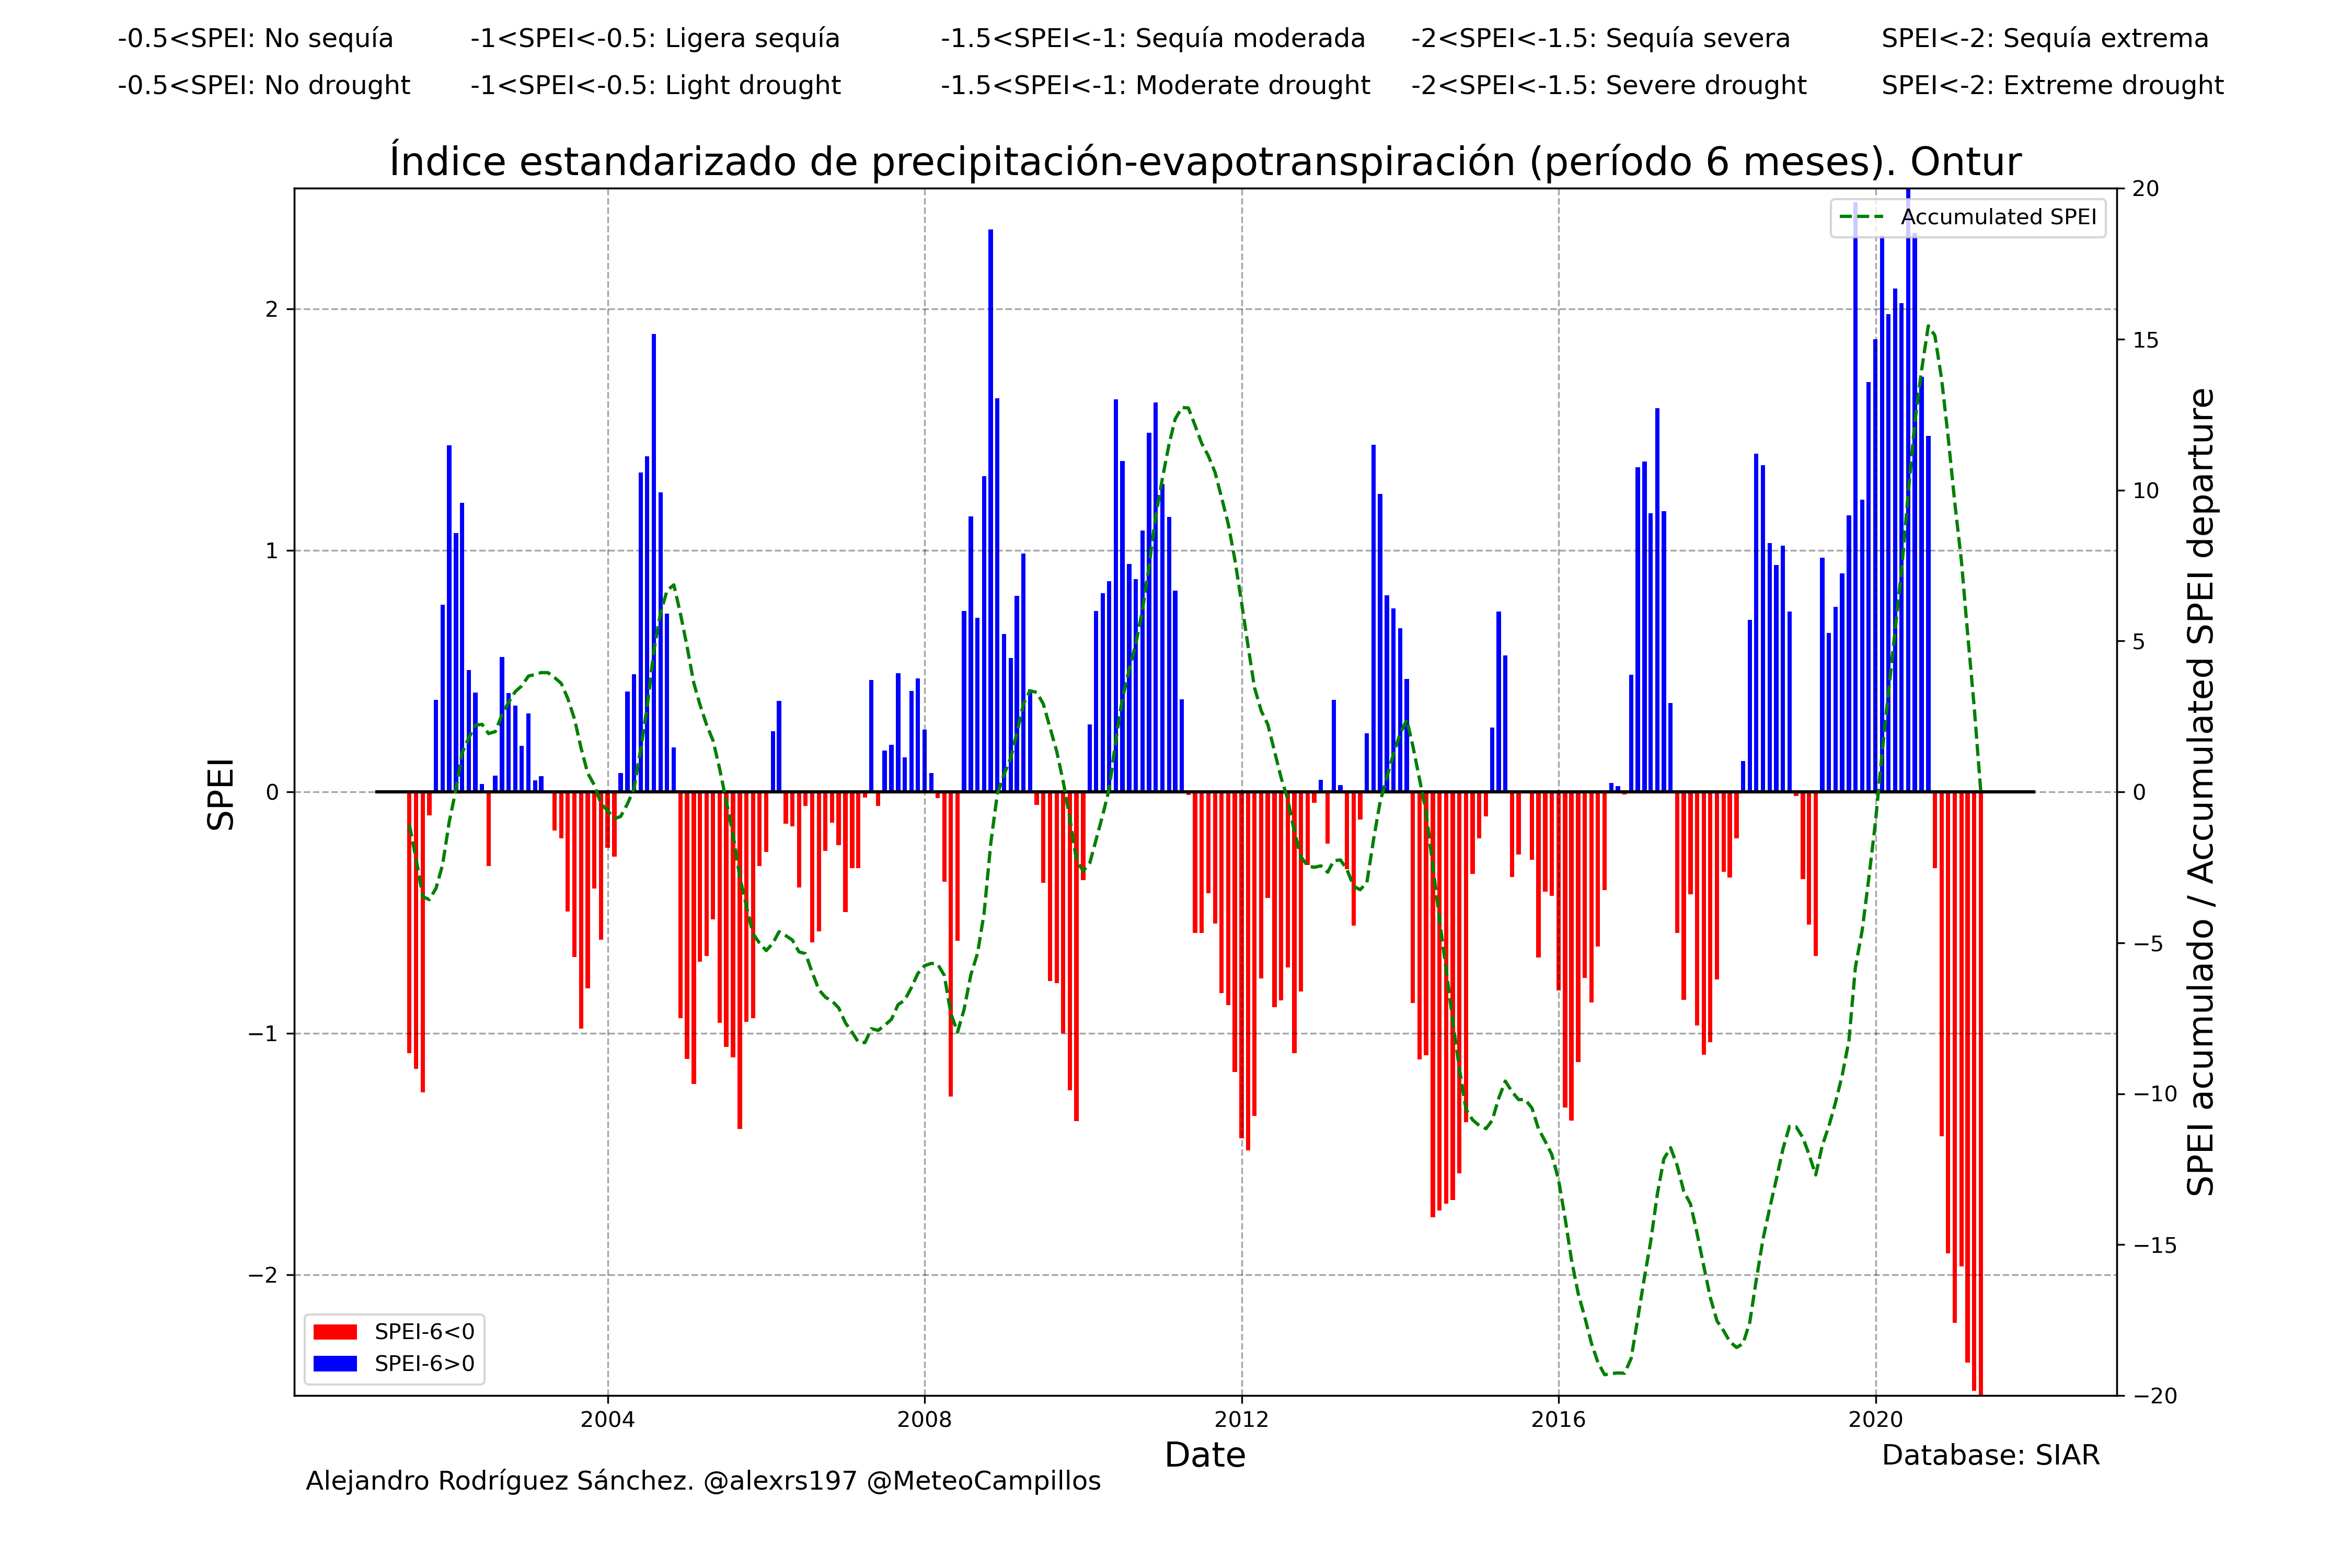 -0.5<SPEI: No sequía -1<SPEI<-0.5: Ligera sequía -1.5<SPEI<-1: Sequía moderada -2<SPEI<-1.5: Sequía severa SPEI<-2: Sequía extrema
-0.5<SPEI: No drought -1<SPEI<-0.5: Light drought -1.5<SPEI<-1: Moderate drought -2<SPEI<-1.5: Severe drought SPEI<-2: Extreme drought
Índice estandarizado de precipitación-evapotranspiración (período 6 meses). Ontur
Accumulated SPEI
SPEI
2
1
0
−1
−2
20
15
10
5
0
−5
−10
−15
−20
SPEI acumulado / Accumulated SPEI departure
SPEI-6<0
SPEI-6>0
2004 2008 2012 2016 2020
Date
Database: SIAR
Alejandro Rodríguez Sánchez. @alexrs197 @MeteoCampillos